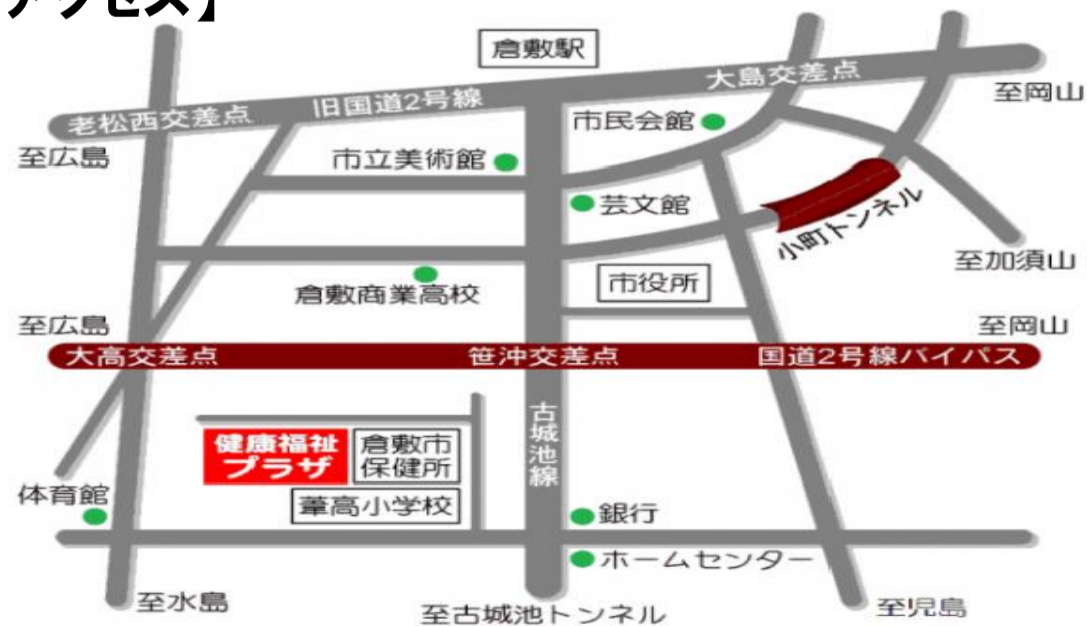 アクセス】
倉敷駅
大島交差点
至岡山
旧国道2号線
老松西交差点
市民会館
至広島
市立美術館
芸文館
小町トンネル
至加須山
市役所
倉敷商業高校
至広島
至岡山
大高交差点
笹沖交差点
国道2号線バイパス
古城池線
健康福祉
プラザ
倉敷市
保健所
体育館
葦高小学校
銀行
ホームセンター
至水島
至古城池トンネル
至児島